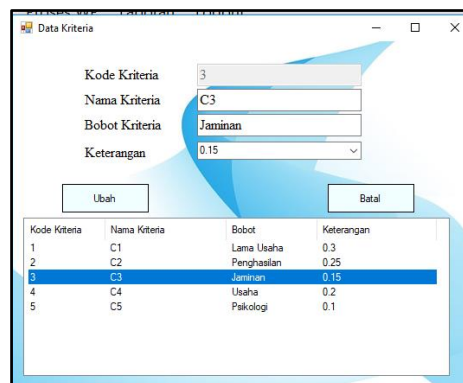 Data Kriteria
Kode Kriteria 3
Nama Kriteria C3
Bobot Kriteria Jaminan
Keterangan 0.15
Ubah Batal
Kode Kriteria Nama Kriteria Bobot Keterangan
1 C1 Lama Usaha 0.3
2 C2 Penghasilan 0.25
3 C3 Jaminan 0.15
4 C4 Usaha 0.2
5 C5 Psikologi 0.1